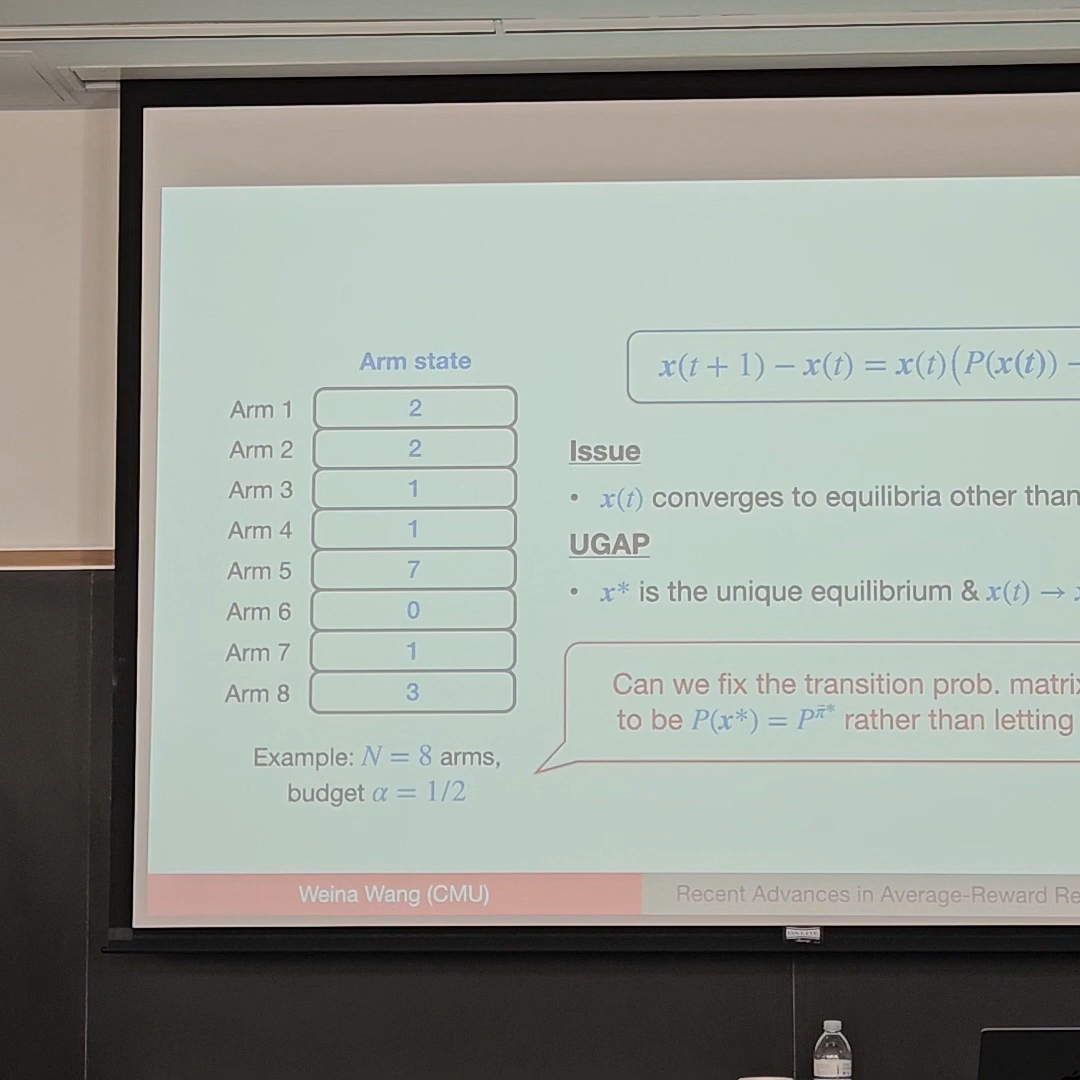 Arm state
Arm 1 2
Arm 2 2
Arm 3 1
Arm 4 1
Arm 5 7
Arm 6 0
Arm 7 1
Arm 8 3
Example: N = 8 arms,
budget α = 1/2
x(t + 1) – x(t) = x(t)(P(x(t)) –
Issue
• x(t) converges to equilibria other than
UGAP
• x* is the unique equilibrium & x(t) →
Can we fix the transition prob. matrix
to be P(x*) = P^π̄* rather than letting
Weina Wang (CMU)
Recent Advances in Average-Reward Re